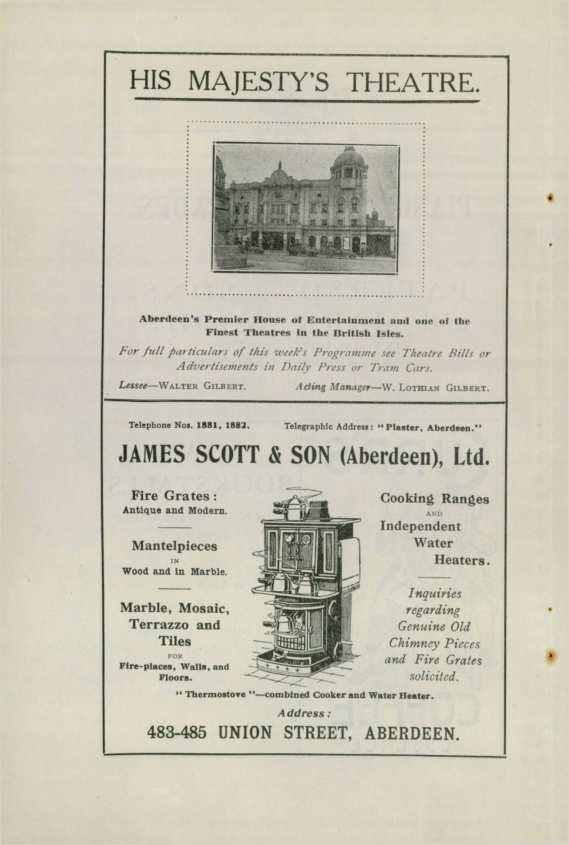 HIS MAJESTY'S THEATRE.
Aberdeen's Premier House of Entertainment and one of the
Finest Theatres in the British Isles.
For full particulars of this week's Programme see Theatre Bills or
Advertisements in Daily Press or Tram Cars.
Lessee—WALTER GILBERT. Acting Manager—W. LOTHIAN GILBERT.
Telephone Nos. 1881, 1882. Telegraphic Address: "Plaster, Aberdeen."
JAMES SCOTT & SON (Aberdeen), Ltd.
Fire Grates:
Antique and Modern.
Mantelpieces
IN
Wood and in Marble.
Marble, Mosaic,
Terrazzo and
Tiles
FOR
Fire-places, Walls, and
Floors.
Cooking Ranges
AND
Independent
Water
Heaters.
Inquiries
regarding
Genuine Old
Chimney Pieces
and Fire Grates
solicited.
"Thermostove"—combined Cooker and Water Heater.
Address:
483-485 UNION STREET, ABERDEEN.